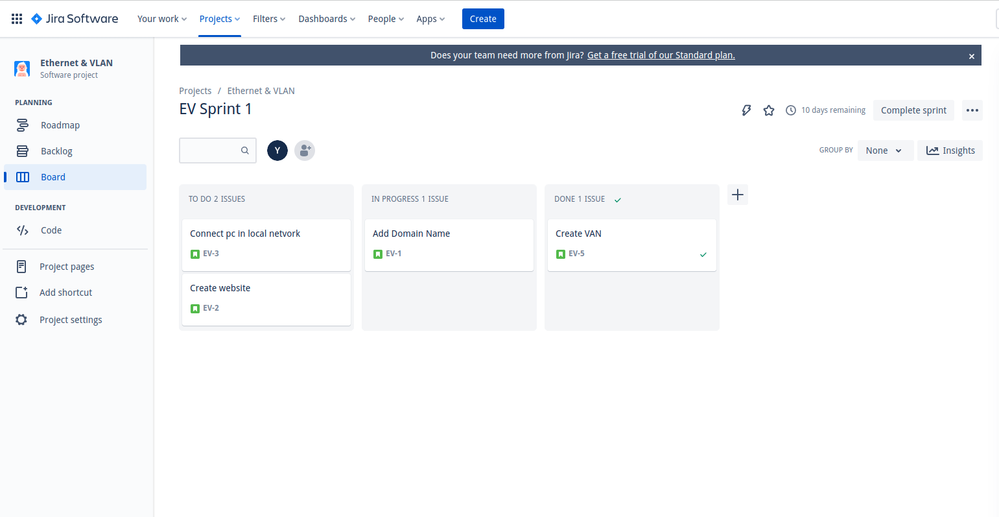 Jira Software
Your work
Projects
Filters
Dashboards
People
Apps
Create
Does your team need more from Jira? Get a free trial of our Standard plan.
Ethernet & VLAN
Software project
PLANNING
Roadmap
Backlog
Board
DEVELOPMENT
Code
Project pages
Add shortcut
Project settings
Projects / Ethernet & VLAN
EV Sprint 1
10 days remaining
Complete sprint
Y
GROUP BY
None
Insights
TO DO 2 ISSUES
Connect pc in local netvork
EV-3
Create website
EV-2
IN PROGRESS 1 ISSUE
Add Domain Name
EV-1
DONE 1 ISSUE
Create VAN
EV-5